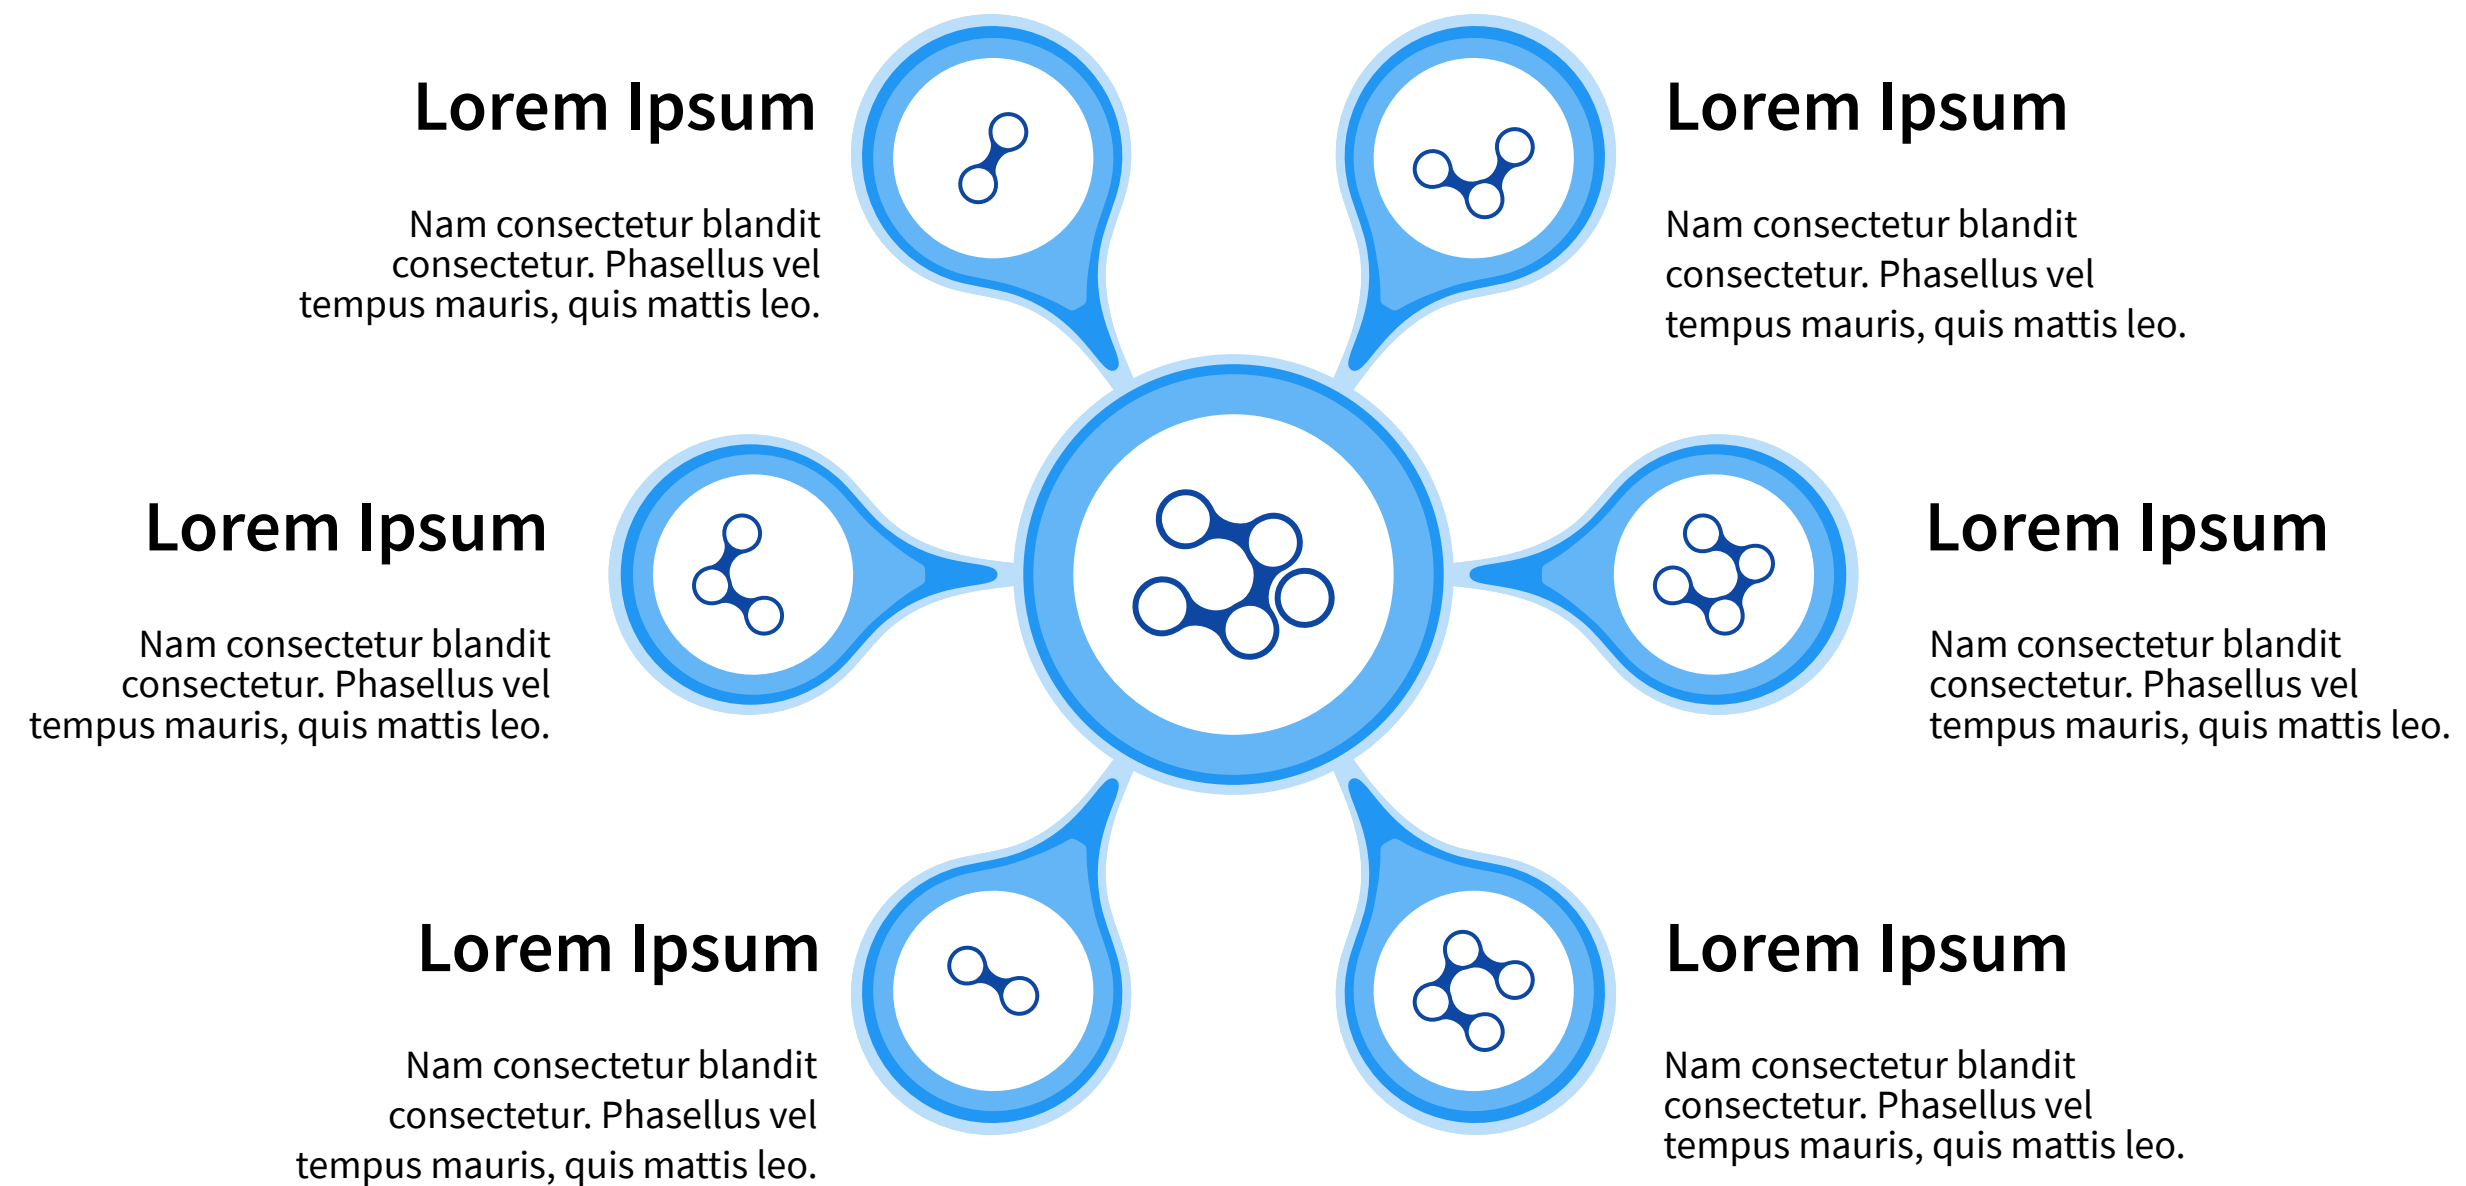 Lorem Ipsum
Nam consectetur blandit
consectetur. Phasellus vel
tempus mauris, quis mattis leo.
Lorem Ipsum
Nam consectetur blandit
consectetur. Phasellus vel
tempus mauris, quis mattis leo.
Lorem Ipsum
Nam consectetur blandit
consectetur. Phasellus vel
tempus mauris, quis mattis leo.
Lorem Ipsum
Nam consectetur blandit
consectetur. Phasellus vel
tempus mauris, quis mattis leo.
Lorem Ipsum
Nam consectetur blandit
consectetur. Phasellus vel
tempus mauris, quis mattis leo.
Lorem Ipsum
Nam consectetur blandit
consectetur. Phasellus vel
tempus mauris, quis mattis leo.